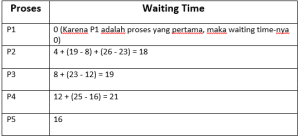 Proses Waiting Time
P1 0 (Karena P1 adalah proses yang pertama, maka waiting time-nya
0)
P2 4 + (19 - 8) + (26 - 23) = 18
P3 8 + (23 - 12) = 19
P4 12 + (25 - 16) = 21
P5 16